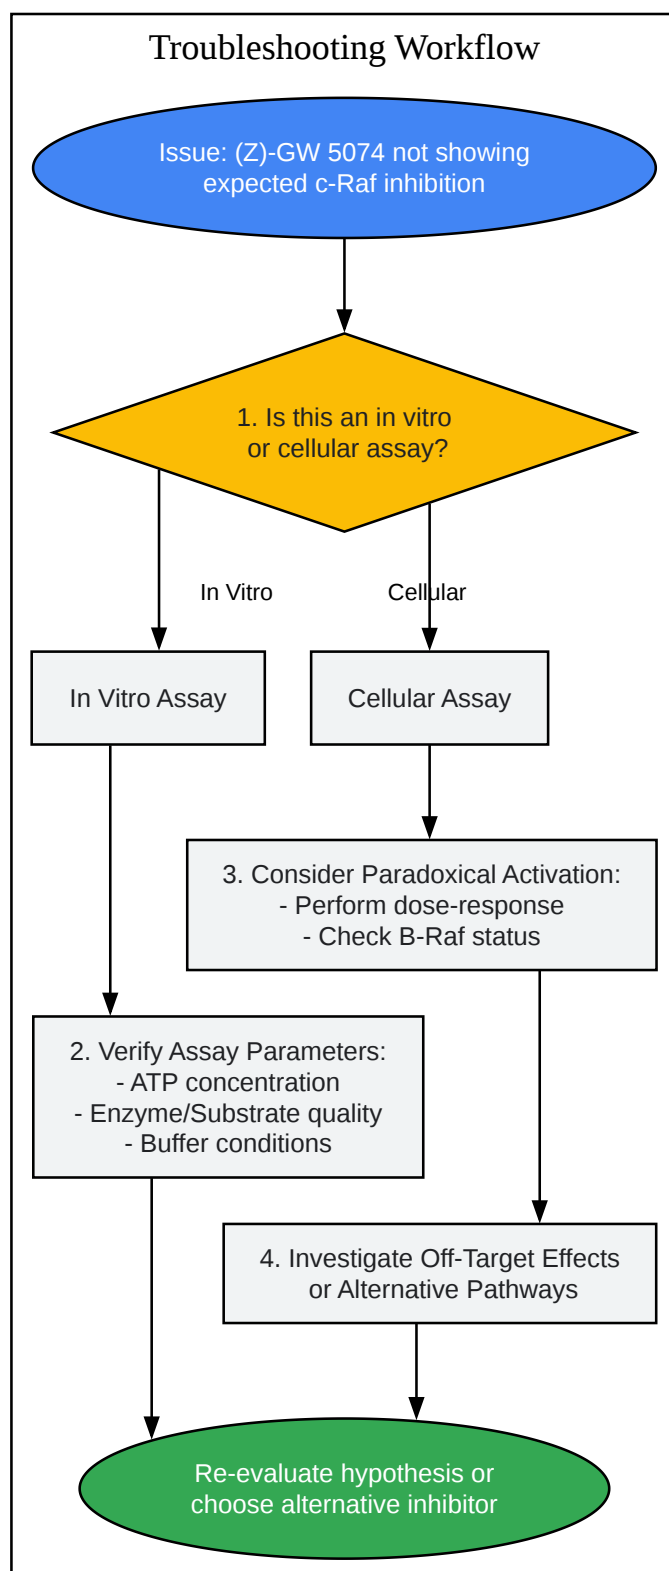 Troubleshooting Workflow
Issue: (Z)-GW 5074 not showing
expected c-Raf inhibition
1. Is this an in vitro
or cellular assay?
In Vitro
Cellular
In Vitro Assay
Cellular Assay
3. Consider Paradoxical Activation:
- Perform dose-response
- Check B-Raf status
2. Verify Assay Parameters:
- ATP concentration
- Enzyme/Substrate quality
- Buffer conditions
4. Investigate Off-Target Effects
or Alternative Pathways
Re-evaluate hypothesis or
choose alternative inhibitor